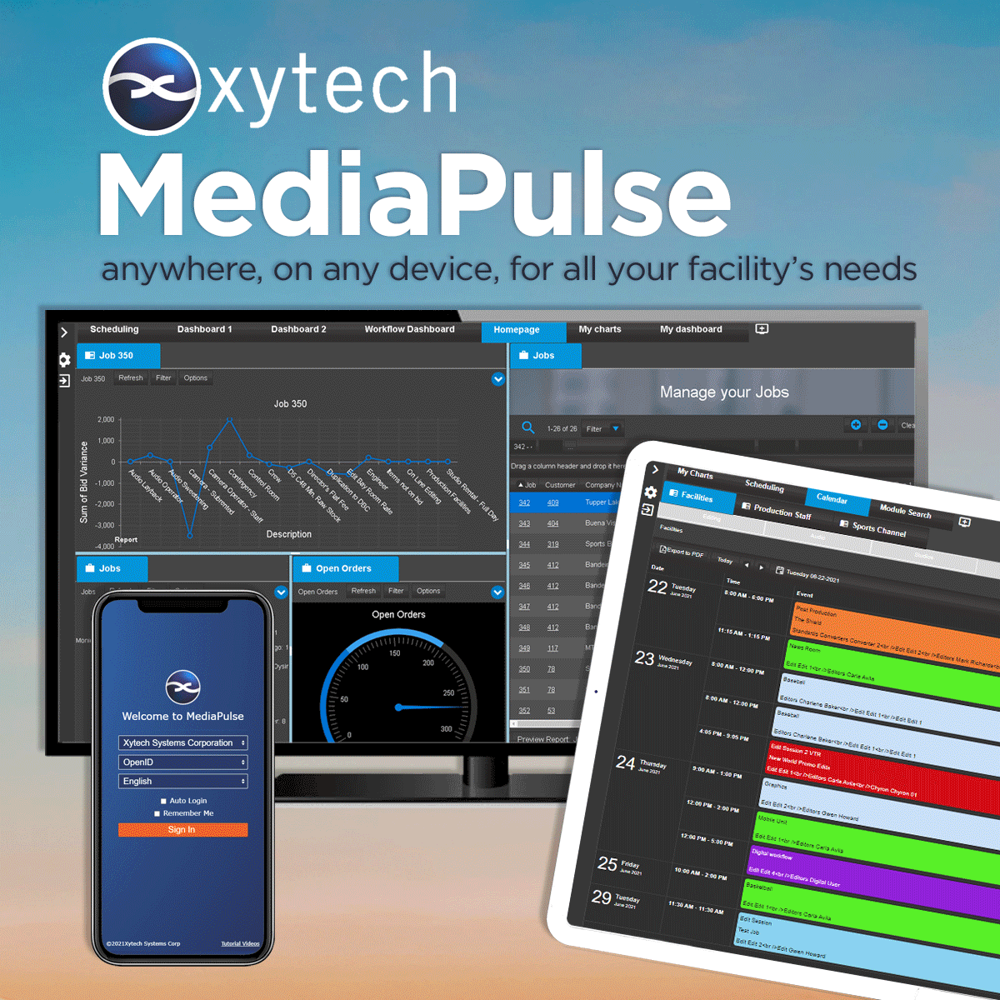 xytech
MediaPulse
anywhere, on any device, for all your facility's needs
Scheduling Dashboard 1 Dashboard 2 Workflow Dashboard Homepage My charts My dashboard
Job 350
Job 350 Refresh Filter Options
Job 350
2,000
1,000
0
-1,000
-2,000
-3,000
-4,000
Sum of Bid Variance
Audio Layback
Audio Operator
Audio Sweetening
Camera - Submitted
Camera Operator - Staff
Contingency
Control Room
Crew
D5 C46 Min. Raw Stock
Directors Flat Fee
Duplication to DBC
Edit Bay Room Rate
Engineer
Items not on bid
On Line Editing
Production Facilities
Studio Rental - Full Day
Report
Description
Jobs
Manage your Jobs
1-26 of 26 Filter
342
Drag a column header and drop it here
Job Customer Company
342 409 Tupper
343 404 Buena
344 319 Sports
345 412
346 412
347 412
348 412
349 117
350 78
351 78
352 53
Preview Report
Jobs
Jobs
Open Orders
Open Orders Refresh Filter Options
Open Orders
0
50
100
150
200
250
300
Welcome to MediaPulse
Xytech Systems Corporation
OpenID
English
Auto Login
Remember Me
Sign In
©2021Xytech Systems Corp Tutorial Videos
My Charts Scheduling Calendar Module Search
Facilities Production Staff Sports Channel
Editing Audio Studios
Facilities
Export to PDF Today Tuesday 06-22-2021
Date Time Event
22 Tuesday
June 2021
8:00 AM - 6:00 PM
Post Production
The Shield
Standards Converters Converter 2<br />Edit Edit 2<br />Editors Mark
11:15 AM - 1:15 PM
News Room
Edit Edit 1<br />Editors Carla Avila
23 Wednesday
June 2021
8:00 AM - 12:00 PM
Baseball
Editors Charlene Baker<br />Edit Edit 1<br />Edit Edit 1
8:00 AM - 12:00 PM
Baseball
Editors Charlene Baker<br />Edit Edit 1<br />Edit Edit 1
4:05 PM - 9:05 PM
Edit Session 2 VTR
New World Promo Edits
Edit Edit 1<br />Editors Carla Avila<br />Chyron Chyron 01
24 Thursday
June 2021
9:00 AM - 1:00 PM
Graphics
Edit Edit 2<br />Editors Gwen Howard
12:00 PM - 2:00 PM
Mobile Unit
Edit Edit 1<br />Editors Carla Avila
12:00 PM - 5:00 PM
Digital workflow
Edit Edit 4<br />Editors Digital User
25 Friday
June 2021
10:00 AM - 2:00 PM
Basketball
Edit Edit 1<br />Editors Carla Avila
29 Tuesday
June 2021
11:30 AM - 11:30 AM
Edit Session
Test Job
Edit Edit 2<br />Edit Gwen Howard